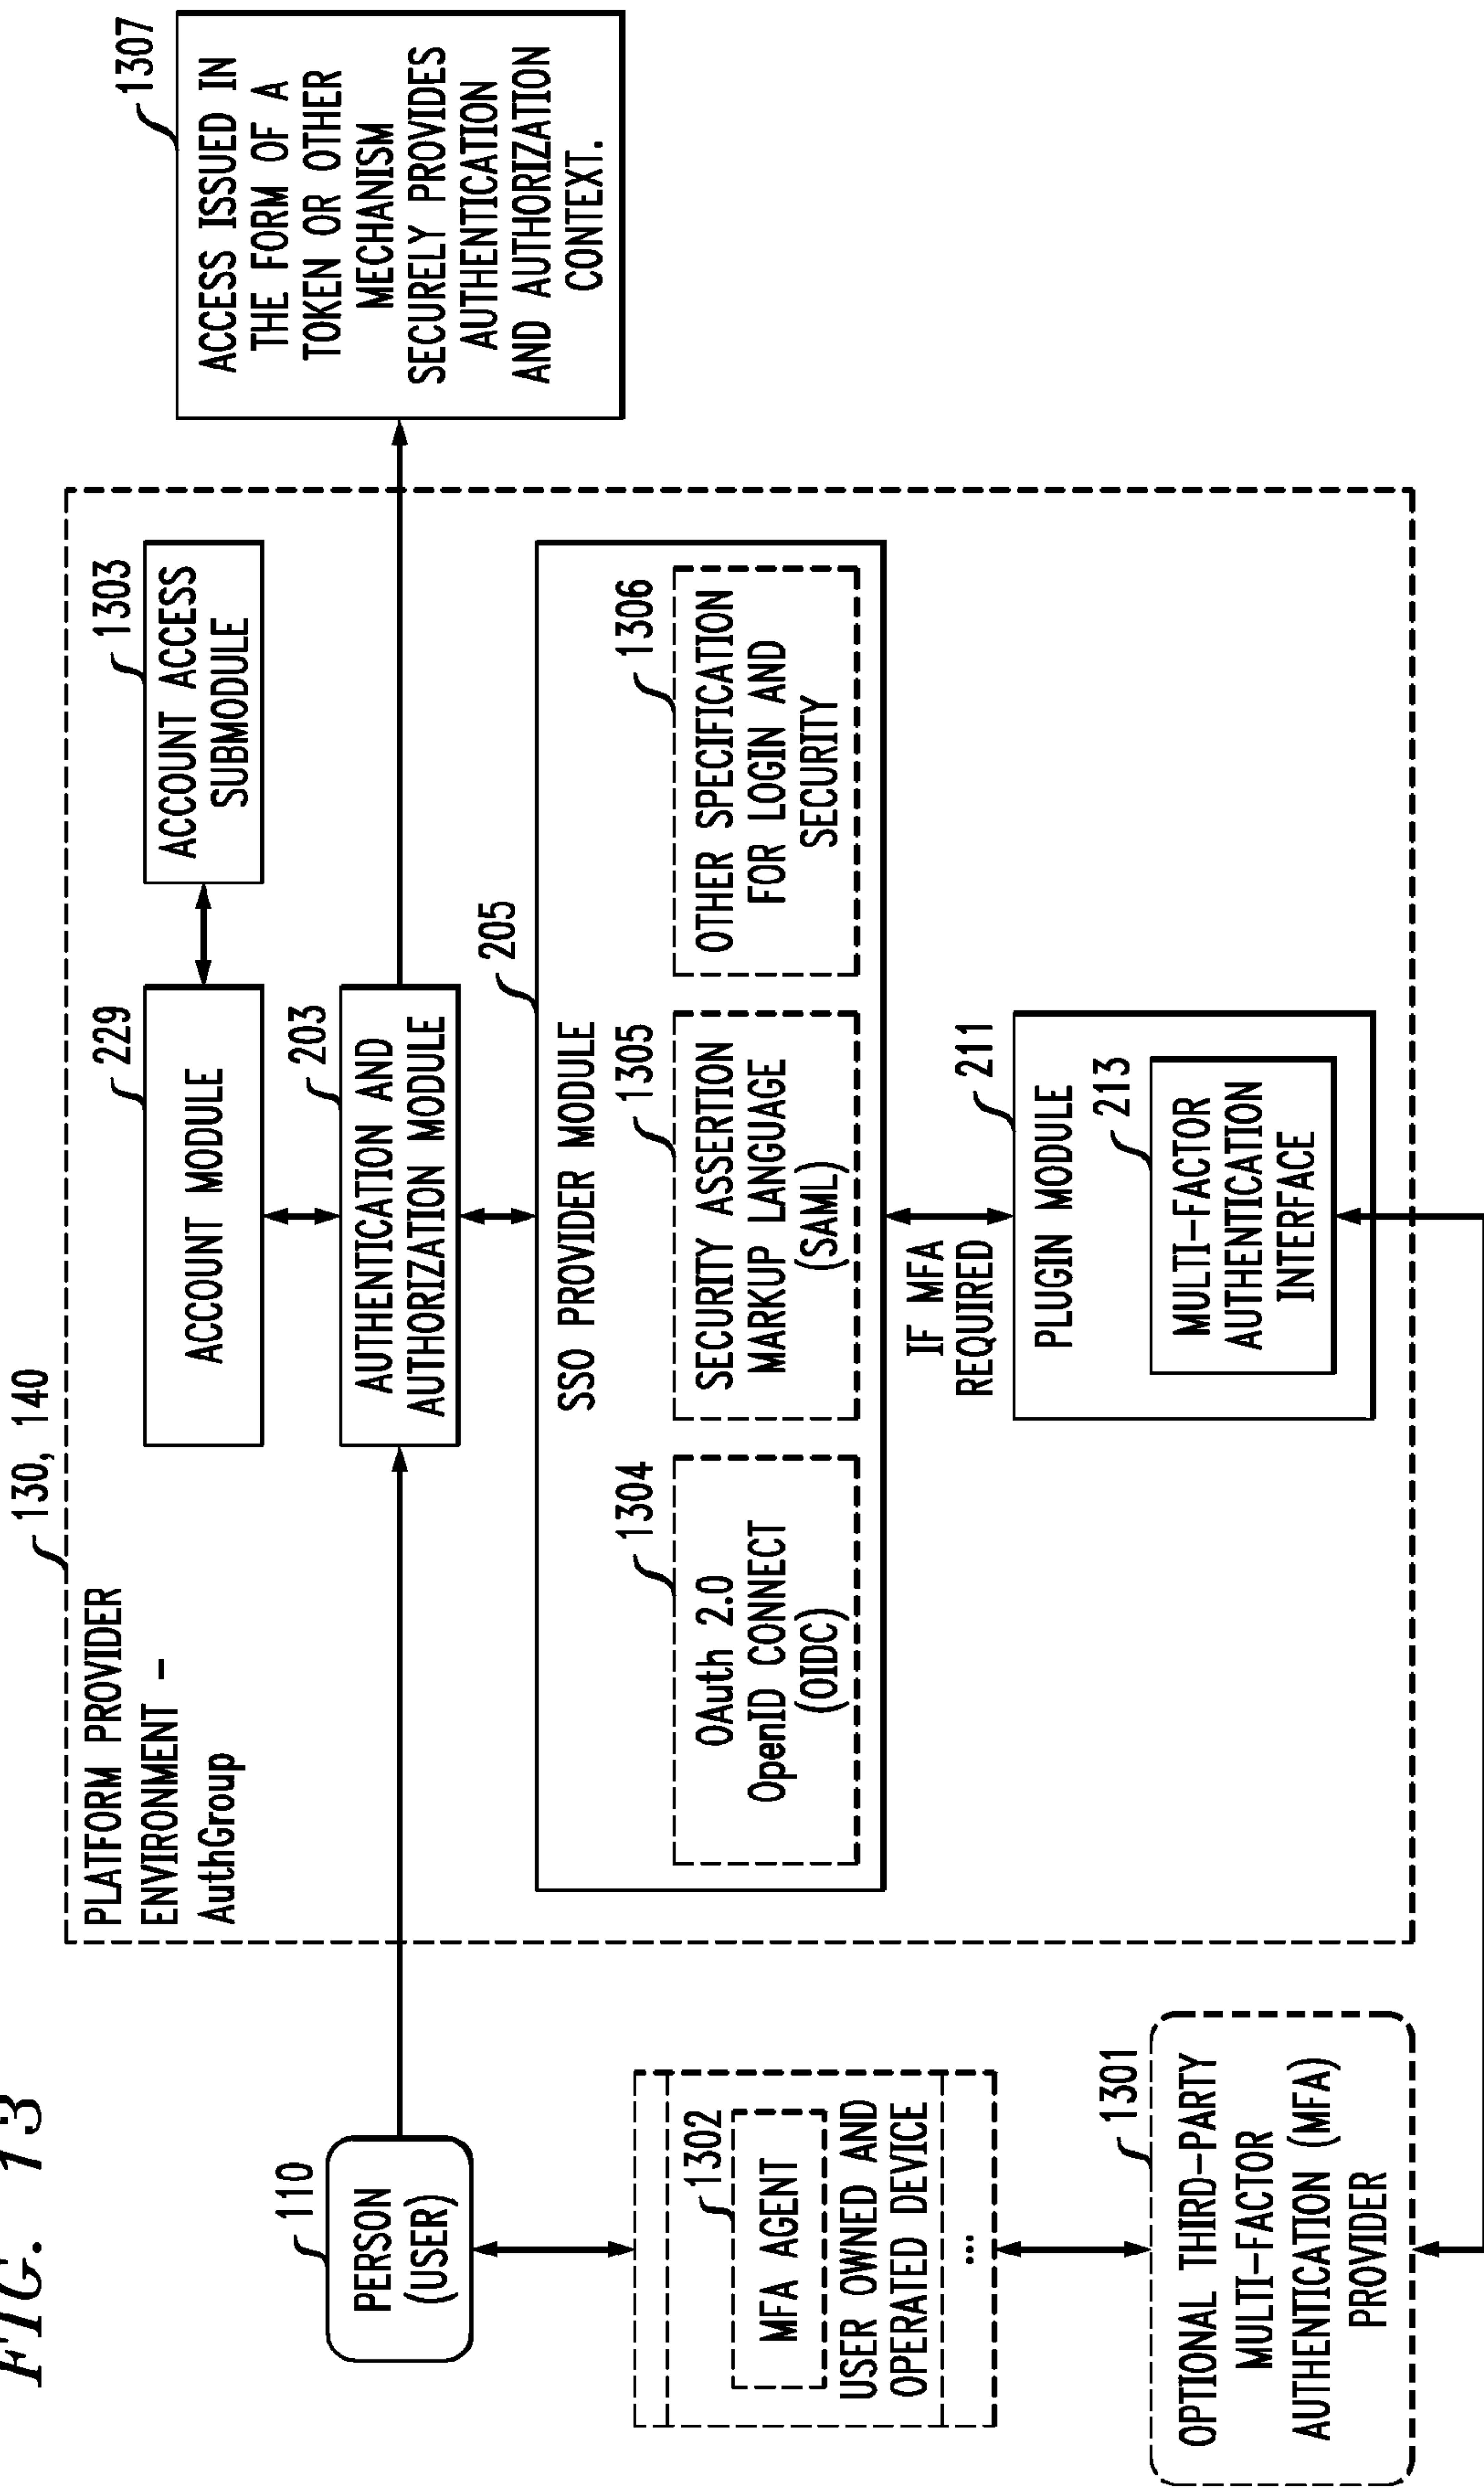 FIG. 13
130, 140
PLATFORM PROVIDER
ENVIRONMENT –
AuthGroup
110
PERSON
(USER)
1302
MFA AGENT
USER OWNED AND
OPERATED DEVICE
...
1301
OPTIONAL THIRD–PARTY
MULTI–FACTOR
AUTHENTICATION (MFA)
PROVIDER
229
ACCOUNT MODULE
1303
ACCOUNT ACCESS
SUBMODULE
203
AUTHENTICATION AND
AUTHORIZATION MODULE
205
SSO PROVIDER MODULE
1304
OAuth 2.0
OpenID CONNECT
(OIDC)
1305
SECURITY ASSERTION
MARKUP LANGUAGE
(SAML)
1306
OTHER SPECIFICATION
FOR LOGIN AND
SECURITY
IF MFA
REQUIRED
211
PLUGIN MODULE
213
MULTI–FACTOR
AUTHENTICATION
INTERFACE
1307
ACCESS ISSUED IN
THE FORM OF A
TOKEN OR OTHER
MECHANISM
SECURELY PROVIDES
AUTHENTICATION
AND AUTHORIZATION
CONTEXT.